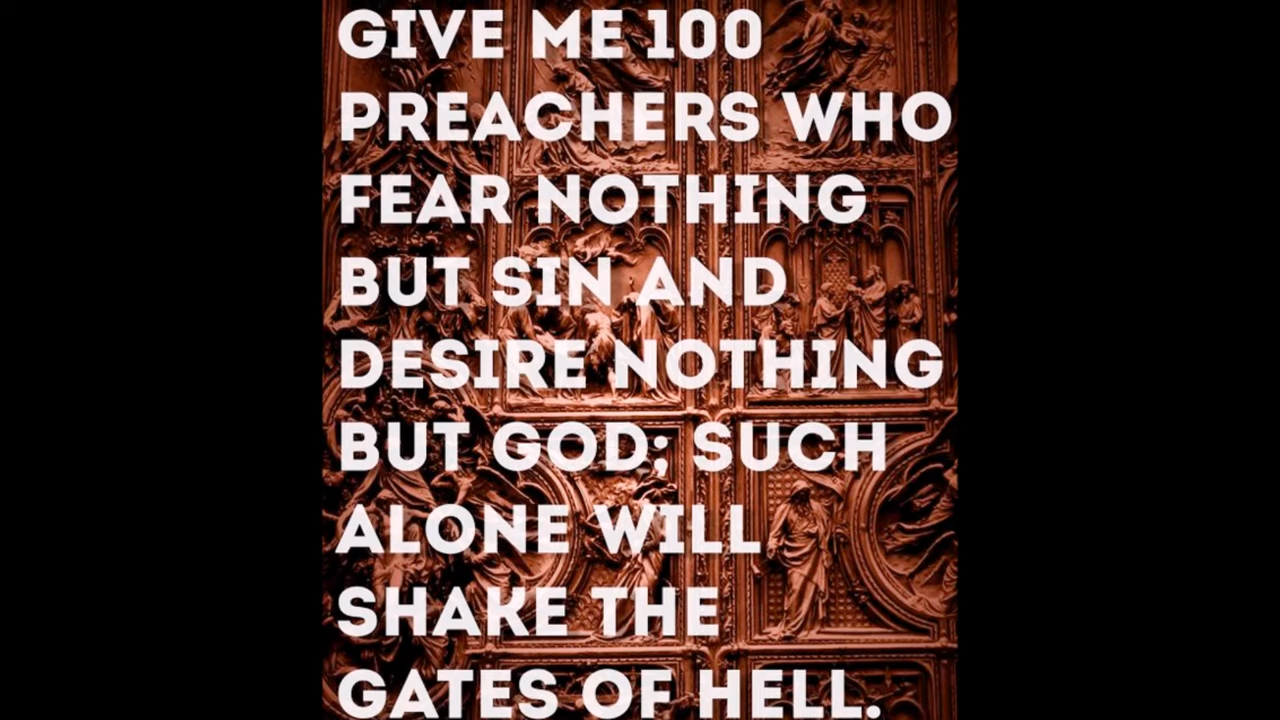 GIVE ME 100
PREACHERS WHO
FEAR NOTHING
BUT SIN AND
DESIRE NOTHING
BUT GOD; SUCH
ALONE WILL
SHAKE THE
GATES OF HELL.